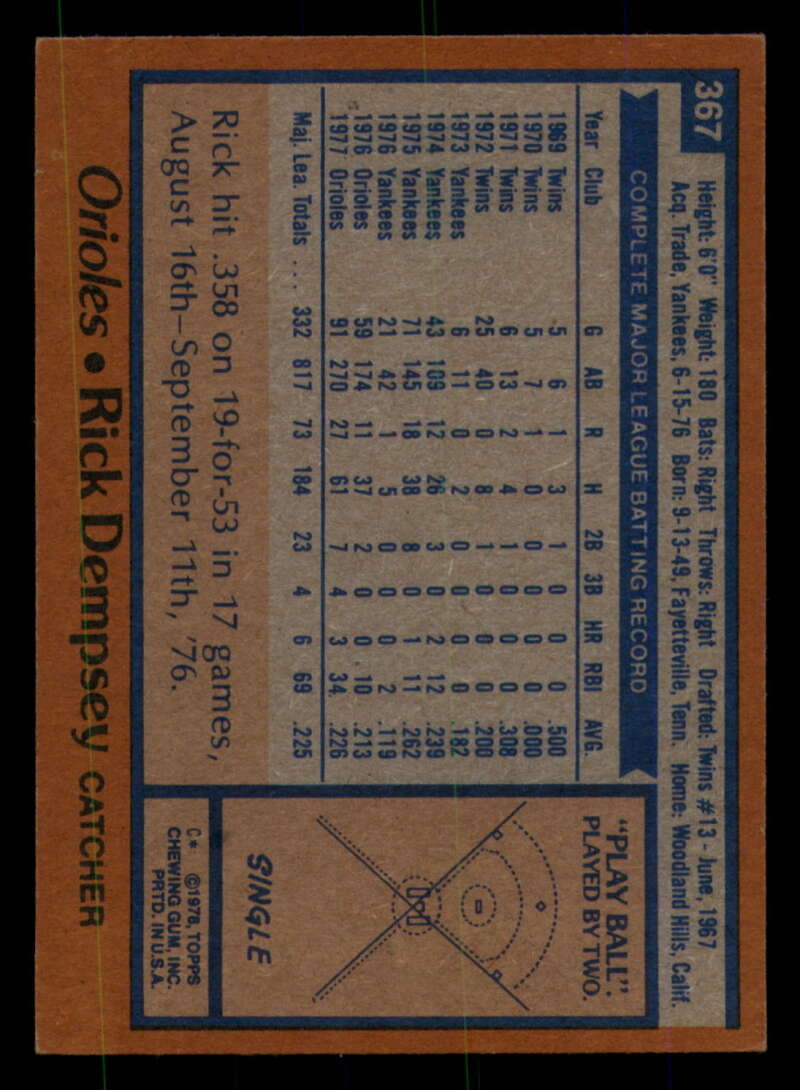 367
Height: 6'0" Weight: 180 Bats: Right Throws: Right Drafted: Twins #13 - June, 1967
Acq. Trade, Yankees, 6-15-76 Born: 9-13-49, Fayetteville, Tenn. Home: Woodland Hills, Calif.
COMPLETE MAJOR LEAGUE BATTING RECORD
Year Club G AB R H 2B 3B HR RBI AVG.
1969 Twins 5 6 1 3 1 0 0 0 .500
1970 Twins 5 7 1 0 0 0 0 0 .000
1971 Twins 6 13 2 4 1 0 0 0 .308
1972 Twins 25 40 0 8 1 0 0 0 .200
1973 Yankees 6 11 0 2 0 0 0 0 .182
1974 Yankees 43 109 12 26 3 0 2 12 .239
1975 Yankees 71 145 18 38 8 0 1 11 .262
1976 Yankees 21 42 1 5 0 0 0 2 .119
1976 Orioles 59 174 11 37 2 0 0 10 .213
1977 Orioles 91 270 27 61 7 4 3 34 .226
Maj. Lea. Totals ... 332 817 73 184 23 4 6 69 .225
Rick hit .358 on 19-for-53 in 17 games,
August 16th-September 11th, '76.
"PLAY BALL":
PLAYED BY TWO.
SINGLE
C* ©1978, TOPPS
CHEWING GUM, INC.
PRTD. IN U.S.A.
Orioles • Rick Dempsey CATCHER